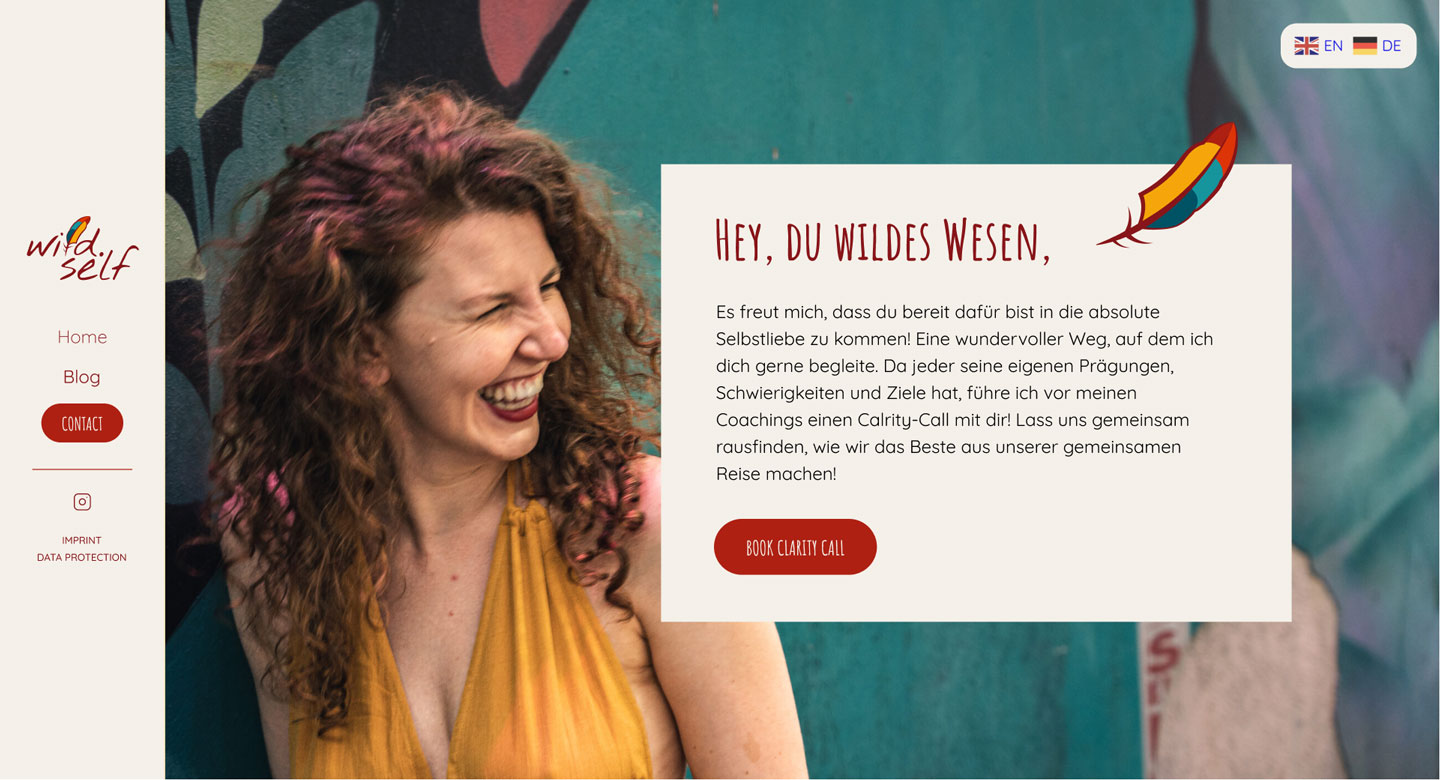 wild.
self
Home
Blog
CONTACT
IMPRINT
DATA PROTECTION
EN DE
Hey, du wildes Wesen,
Es freut mich, dass du bereit dafür bist in die absolute
Selbstliebe zu kommen! Eine wundervoller Weg, auf dem ich
dich gerne begleite. Da jeder seine eigenen Prägungen,
Schwierigkeiten und Ziele hat, führe ich vor meinen
Coachings einen Calrity-Call mit dir! Lass uns gemeinsam
rausfinden, wie wir das Beste aus unserer gemeinsamen
Reise machen!
BOOK CLARITY CALL